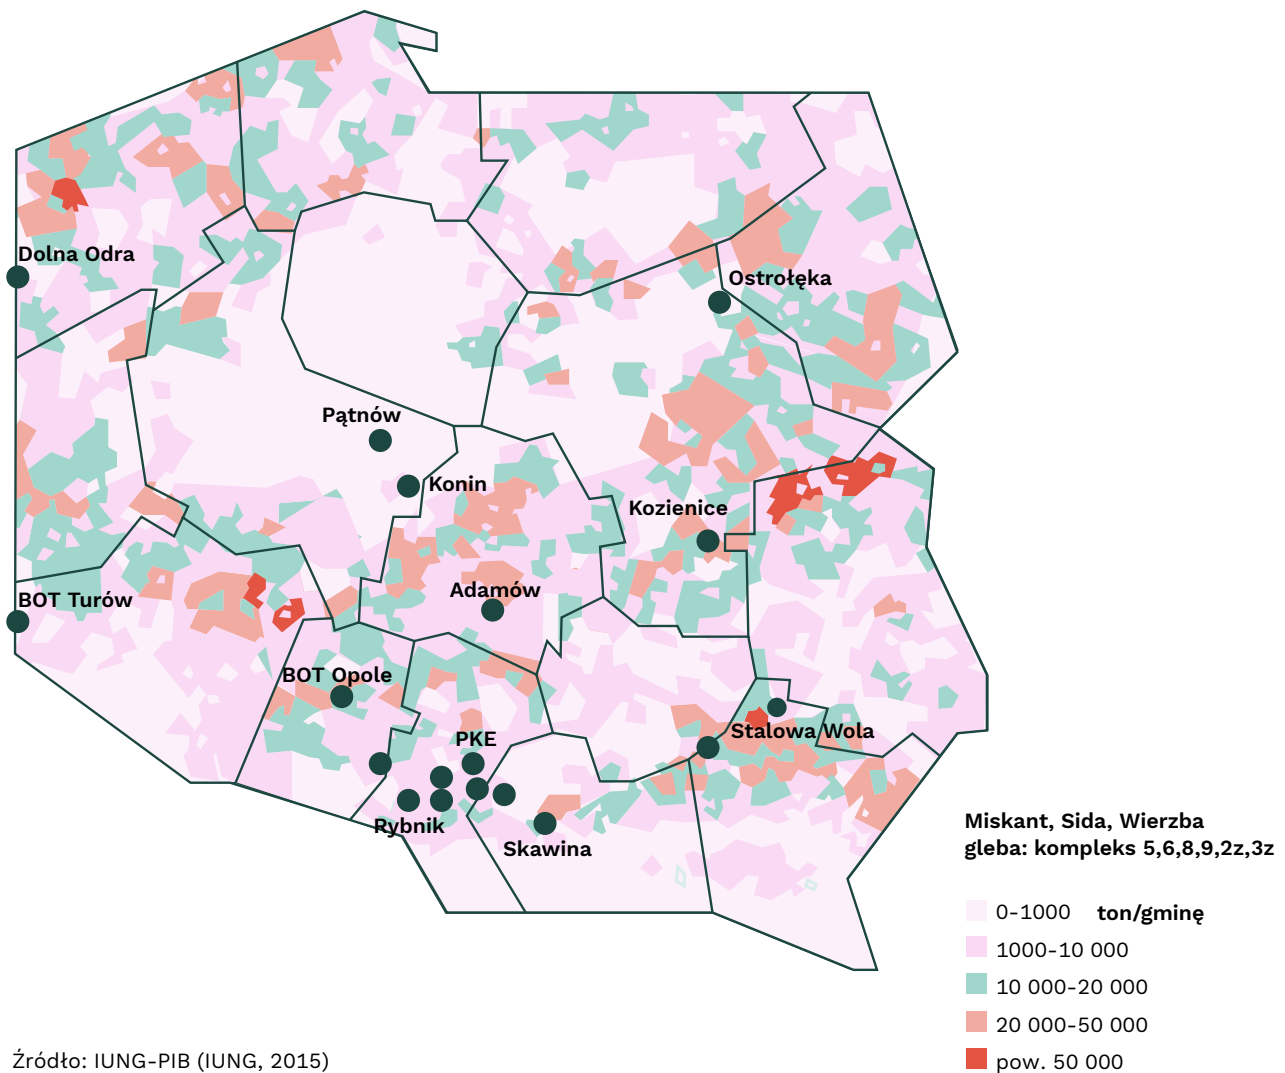 Dolna Odra
Ostrołęka
Pątnów
Konin
Kozienice
Adamów
BOT Turów
BOT Opole
Stalowa Wola
PKE
Rybnik
Skawina
Miskant, Sida, Wierzba
gleba: kompleks 5,6,8,9,2z,3z
0-1000 ton/gminę
1000-10 000
10 000-20 000
20 000-50 000
pow. 50 000
Źródło: IUNG-PIB (IUNG, 2015)